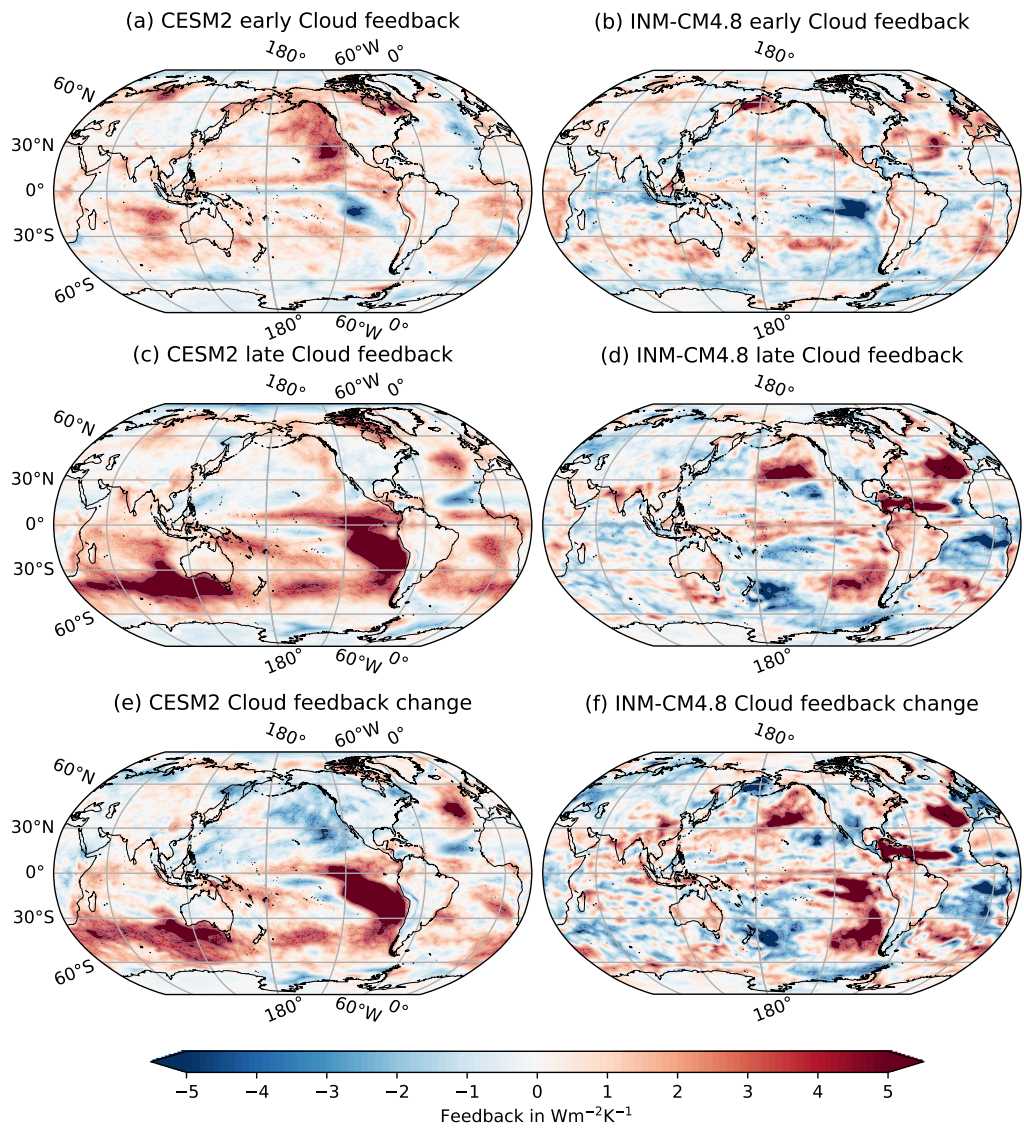 (a) CESM2 early Cloud feedback
(b) INM-CM4.8 early Cloud feedback
180° 60°W 0°
180°
60°N
30°N
0°
30°S
60°S
180° 60°W 0°
180°
(c) CESM2 late Cloud feedback
(d) INM-CM4.8 late Cloud feedback
180° 60°W 0°
180°
60°N
30°N
0°
30°S
60°S
180° 60°W 0°
180°
(e) CESM2 Cloud feedback change
(f) INM-CM4.8 Cloud feedback change
180° 60°W 0°
180°
60°N
30°N
0°
30°S
60°S
180° 60°W 0°
180°
−5 −4 −3 −2 −1 0 1 2 3 4 5
Feedback in Wm⁻²K⁻¹